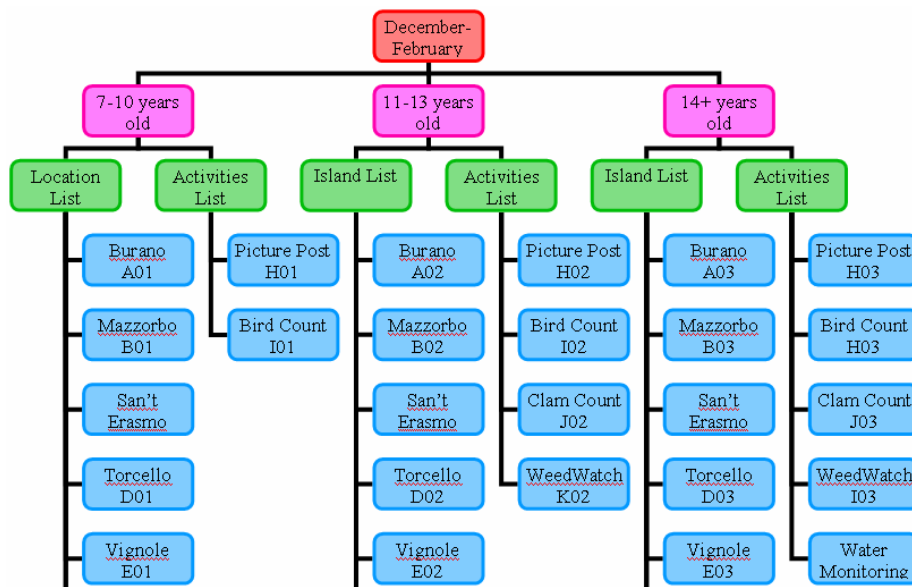 December-
February
7-10 years
old
11-13 years
old
14+ years
old
Location
List
Activities
List
Island List
Activities
List
Island List
Activities
List
Burano
A01
Picture Post
H01
Burano
A02
Picture Post
H02
Burano
A03
Picture Post
H03
Mazzorbo
B01
Bird Count
I01
Mazzorbo
B02
Bird Count
I02
Mazzorbo
B03
Bird Count
H03
San't
Erasmo
San't
Erasmo
Clam Count
J02
San't
Erasmo
Clam Count
J03
Torcello
D01
Torcello
D02
WeedWatch
K02
Torcello
D03
WeedWatch
I03
Vignole
E01
Vignole
E02
Vignole
E03
Water
Monitoring